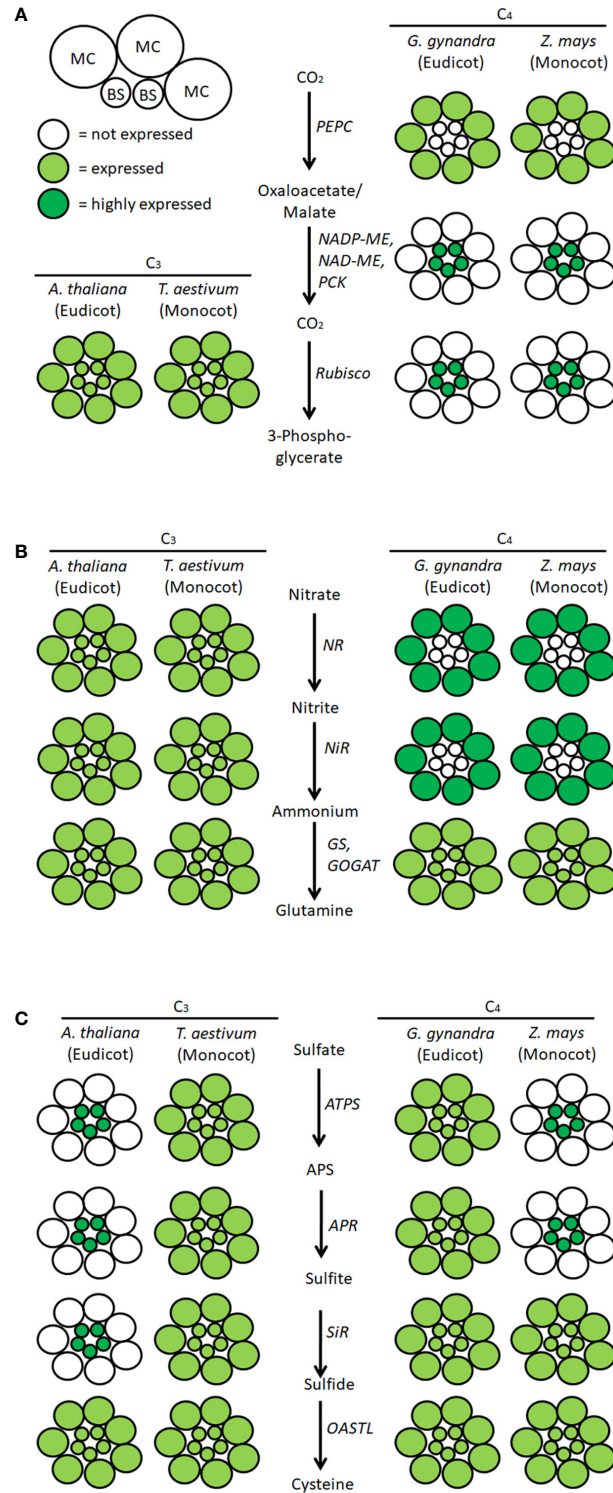 A
MC
MC
MC
BS
BS
= not expressed
= expressed
= highly expressed
C₃
A. thaliana
(Eudicot)
T. aestivum
(Monocot)
CO₂
PEPC
Oxaloacetate/
Malate
NADP-ME,
NAD-ME,
PCK
CO₂
Rubisco
3-Phospho-
glycerate
C₄
G. gynandra
(Eudicot)
Z. mays
(Monocot)
B
C₃
A. thaliana
(Eudicot)
T. aestivum
(Monocot)
Nitrate
NR
Nitrite
NiR
Ammonium
GS,
GOGAT
Glutamine
C₄
G. gynandra
(Eudicot)
Z. mays
(Monocot)
C
C₃
A. thaliana
(Eudicot)
T. aestivum
(Monocot)
Sulfate
ATPS
APS
APR
Sulfite
SiR
Sulfide
OASTL
Cysteine
C₄
G. gynandra
(Eudicot)
Z. mays
(Monocot)